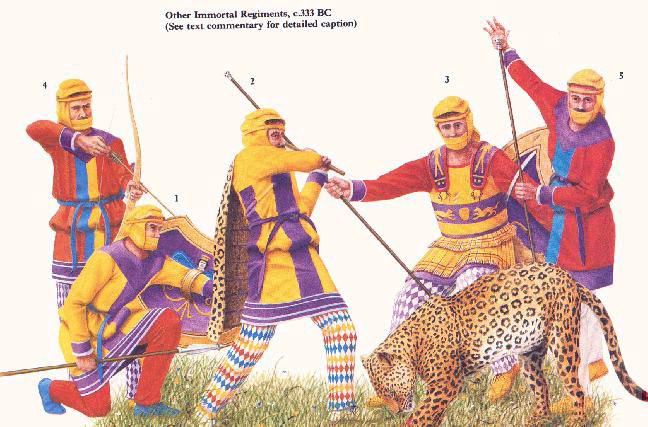 Other Immortal Regiments, c.333 BC
(See text commentary for detailed caption)
4
2
3
5
1